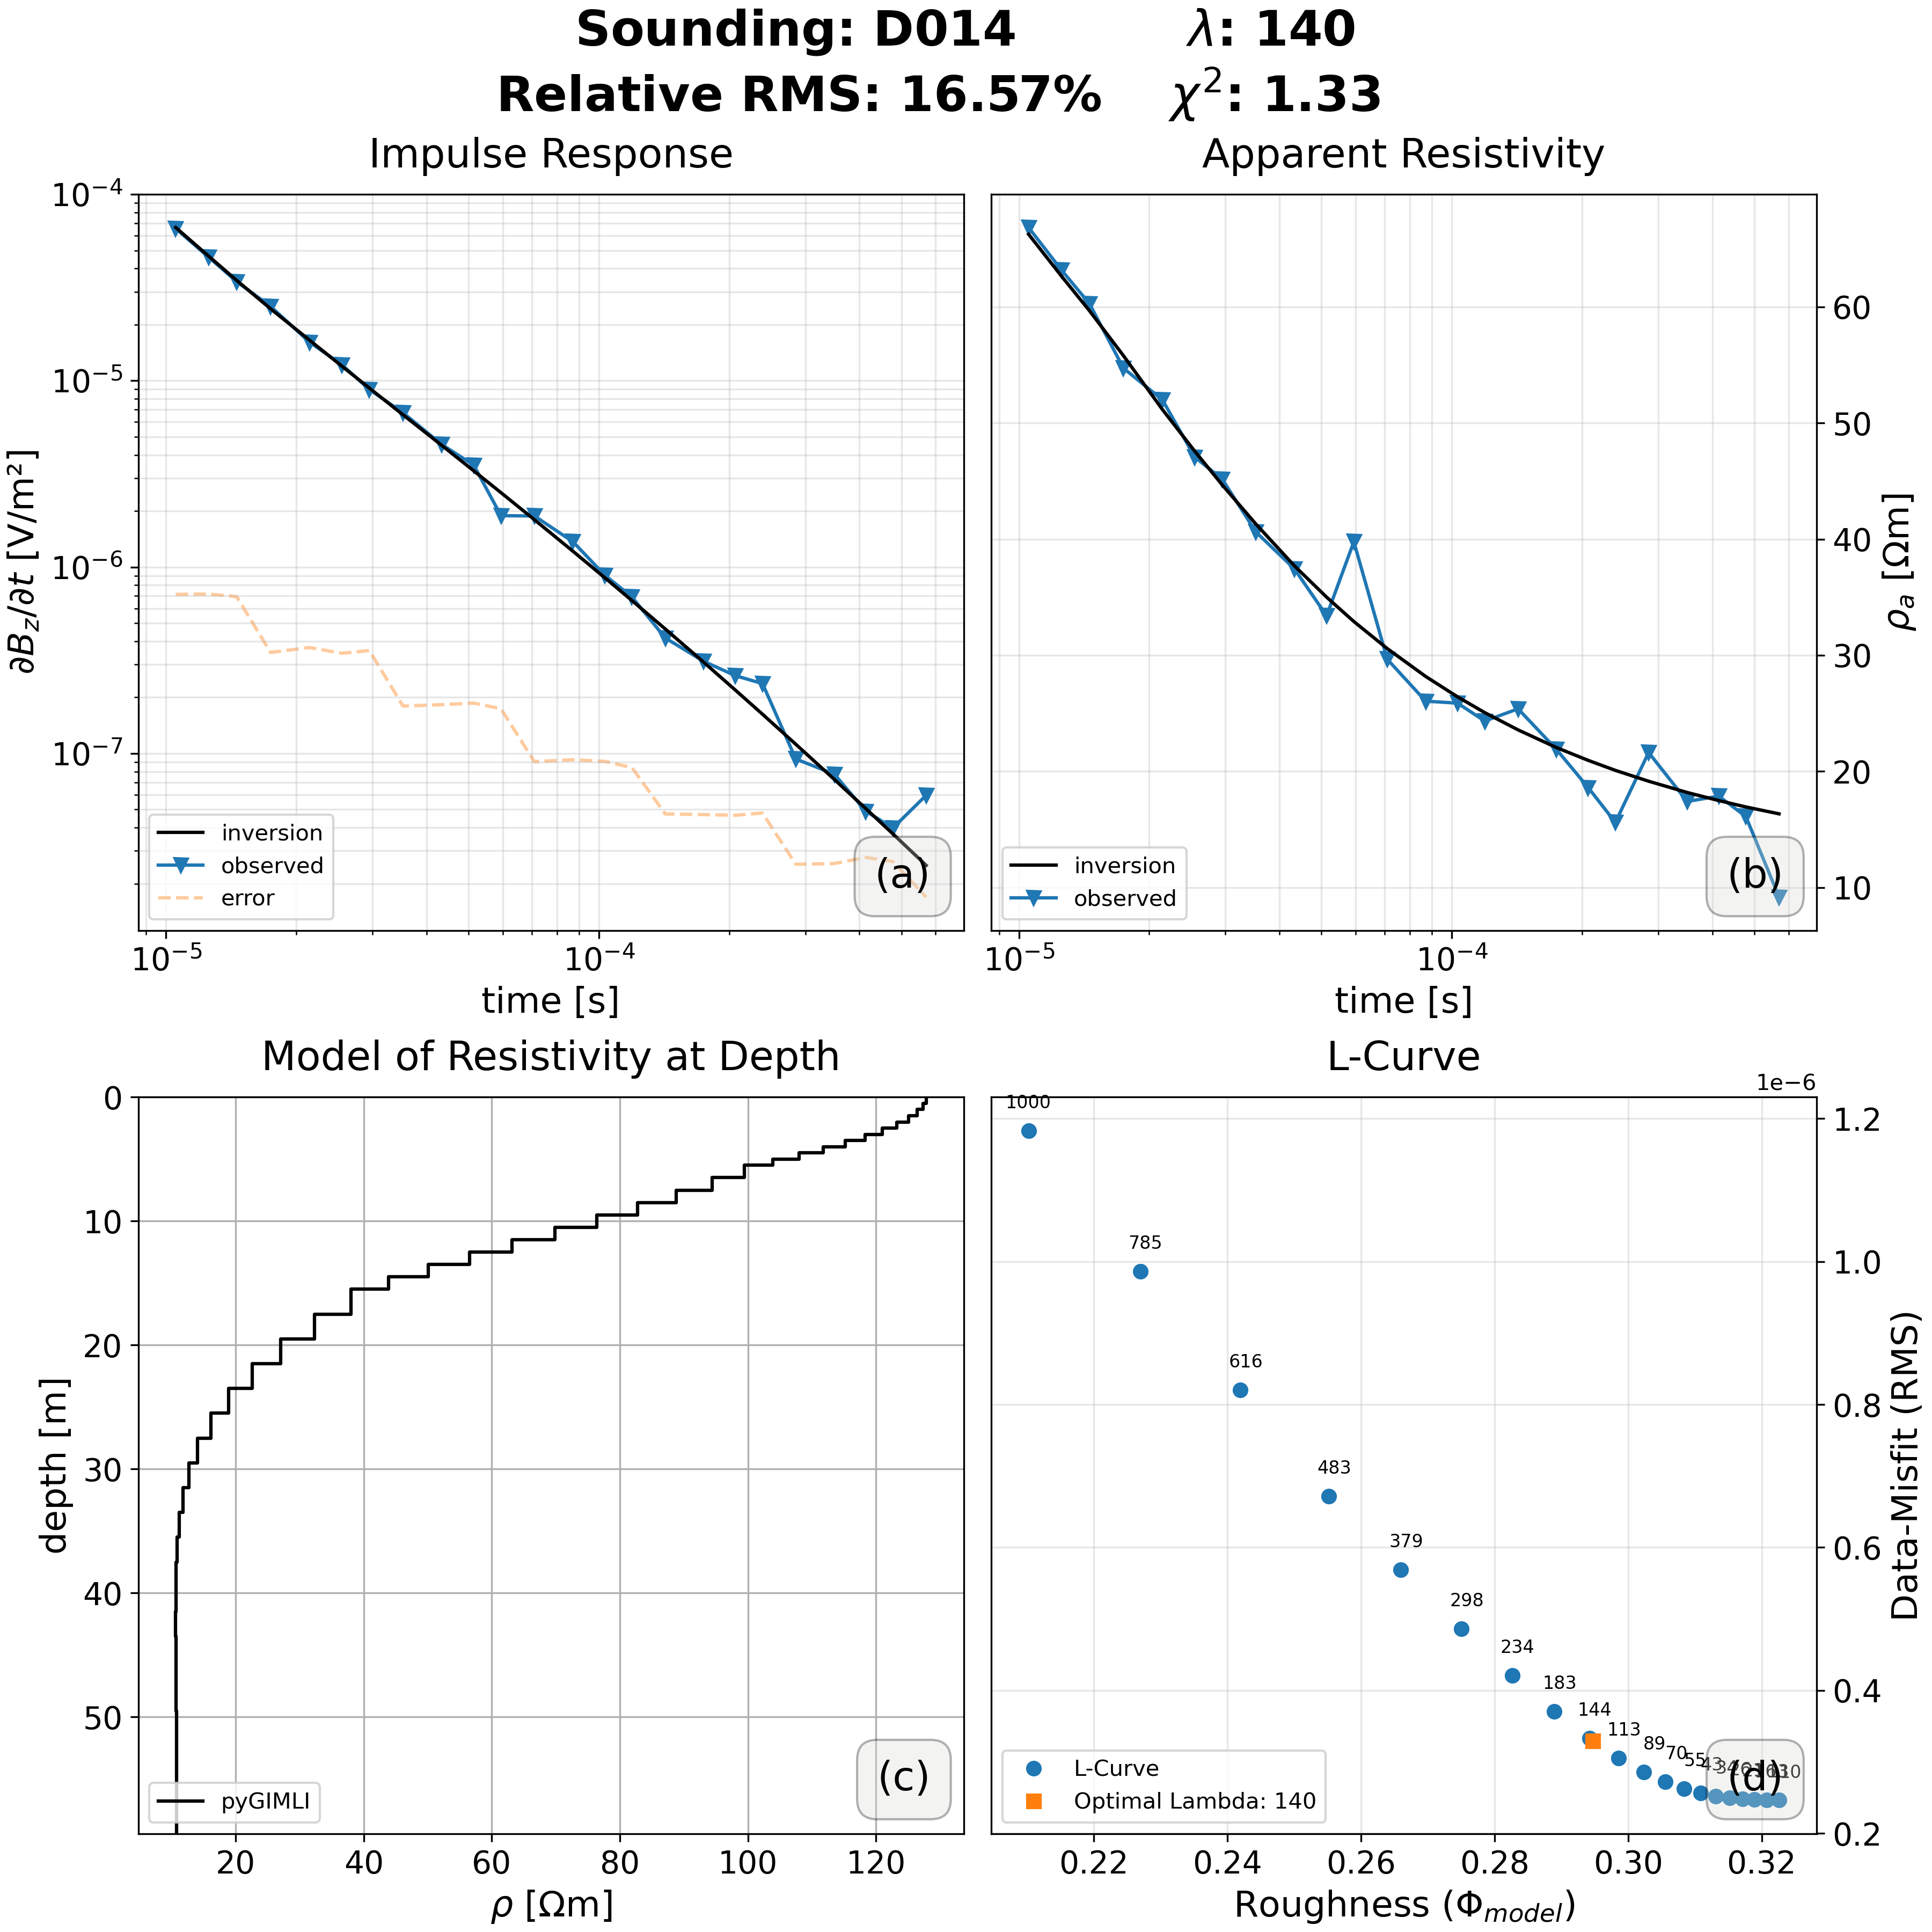 Sounding: D014 λ: 140
Relative RMS: 16.57% χ²: 1.33
Impulse Response
Apparent Resistivity
10⁻⁴
10⁻⁵
10⁻⁶
10⁻⁷
∂B_z/∂t [V/m²]
inversion
observed
error
(a)
10⁻⁵
10⁻⁴
time [s]
60
50
40
30
20
10
ρ_a [Ωm]
inversion
observed
(b)
10⁻⁵
10⁻⁴
time [s]
Model of Resistivity at Depth
L-Curve
0
10
20
30
40
50
depth [m]
pyGIMLI
(c)
20
40
60
80
100
120
ρ [Ωm]
1e−6
1.2
1.0
0.8
0.6
0.4
0.2
Data-Misfit (RMS)
1000
785
616
483
379
298
234
183
144
113
89
70
55
43
L-Curve
Optimal Lambda: 140
(d)
0.22
0.24
0.26
0.28
0.30
0.32
Roughness (Φ_model)